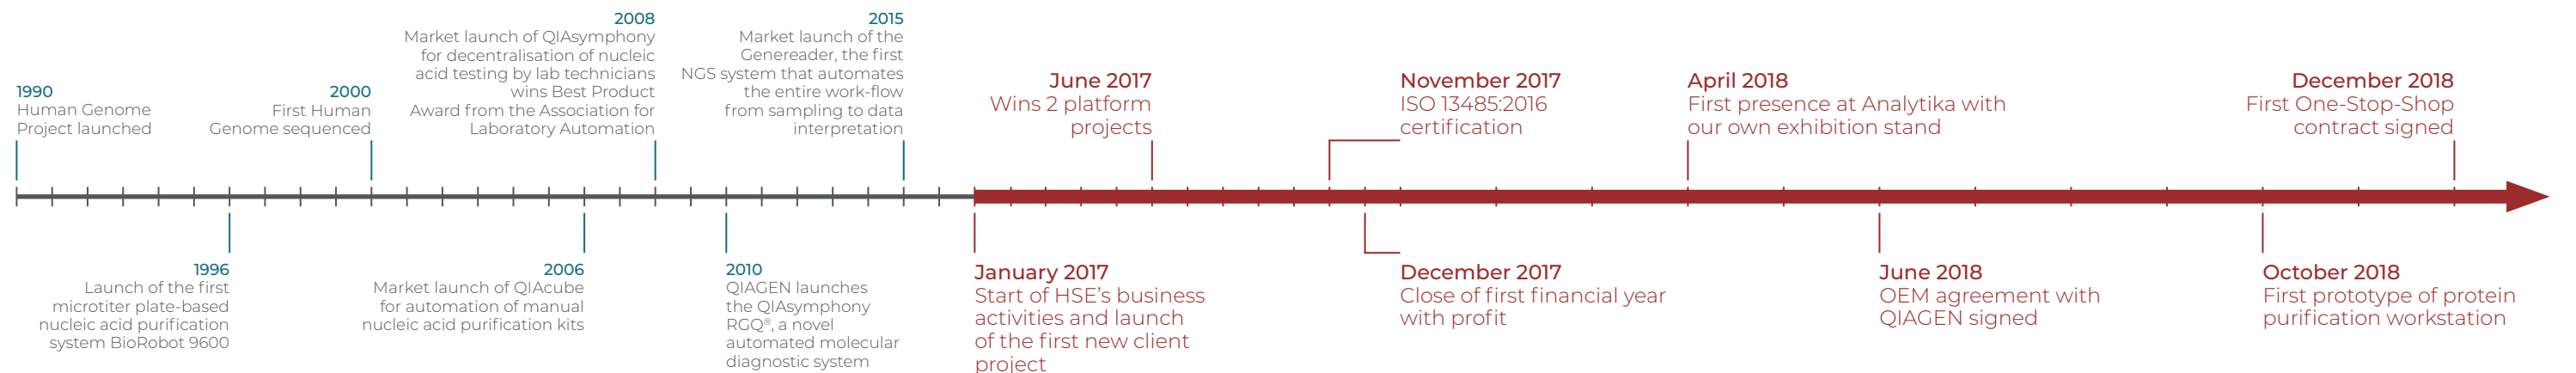 1990
Human Genome
Project launched
1996
Launch of the first
microtiter plate-based
nucleic acid purification
system BioRobot 9600
2000
First Human
Genome sequenced
2006
Market launch of QIAcube
for automation of manual
nucleic acid purification kits
2008
Market launch of QIAsymphony
for decentralisation of nucleic
acid testing by lab technicians
wins Best Product
Award from the Association for
Laboratory Automation
2010
QIAGEN launches
the QIAsymphony
RGQ®, a novel
automated molecular
diagnostic system
2015
Market launch of the
Genereader, the first
NGS system that automates
the entire work-flow
from sampling to data
interpretation
January 2017
Start of HSE’s business
activities and launch
of the first new client
project
June 2017
Wins 2 platform
projects
November 2017
ISO 13485:2016
certification
December 2017
Close of first financial year
with profit
April 2018
First presence at Analytika with
our own exhibition stand
June 2018
OEM agreement with
QIAGEN signed
October 2018
First prototype of protein
purification workstation
December 2018
First One-Stop-Shop
contract signed